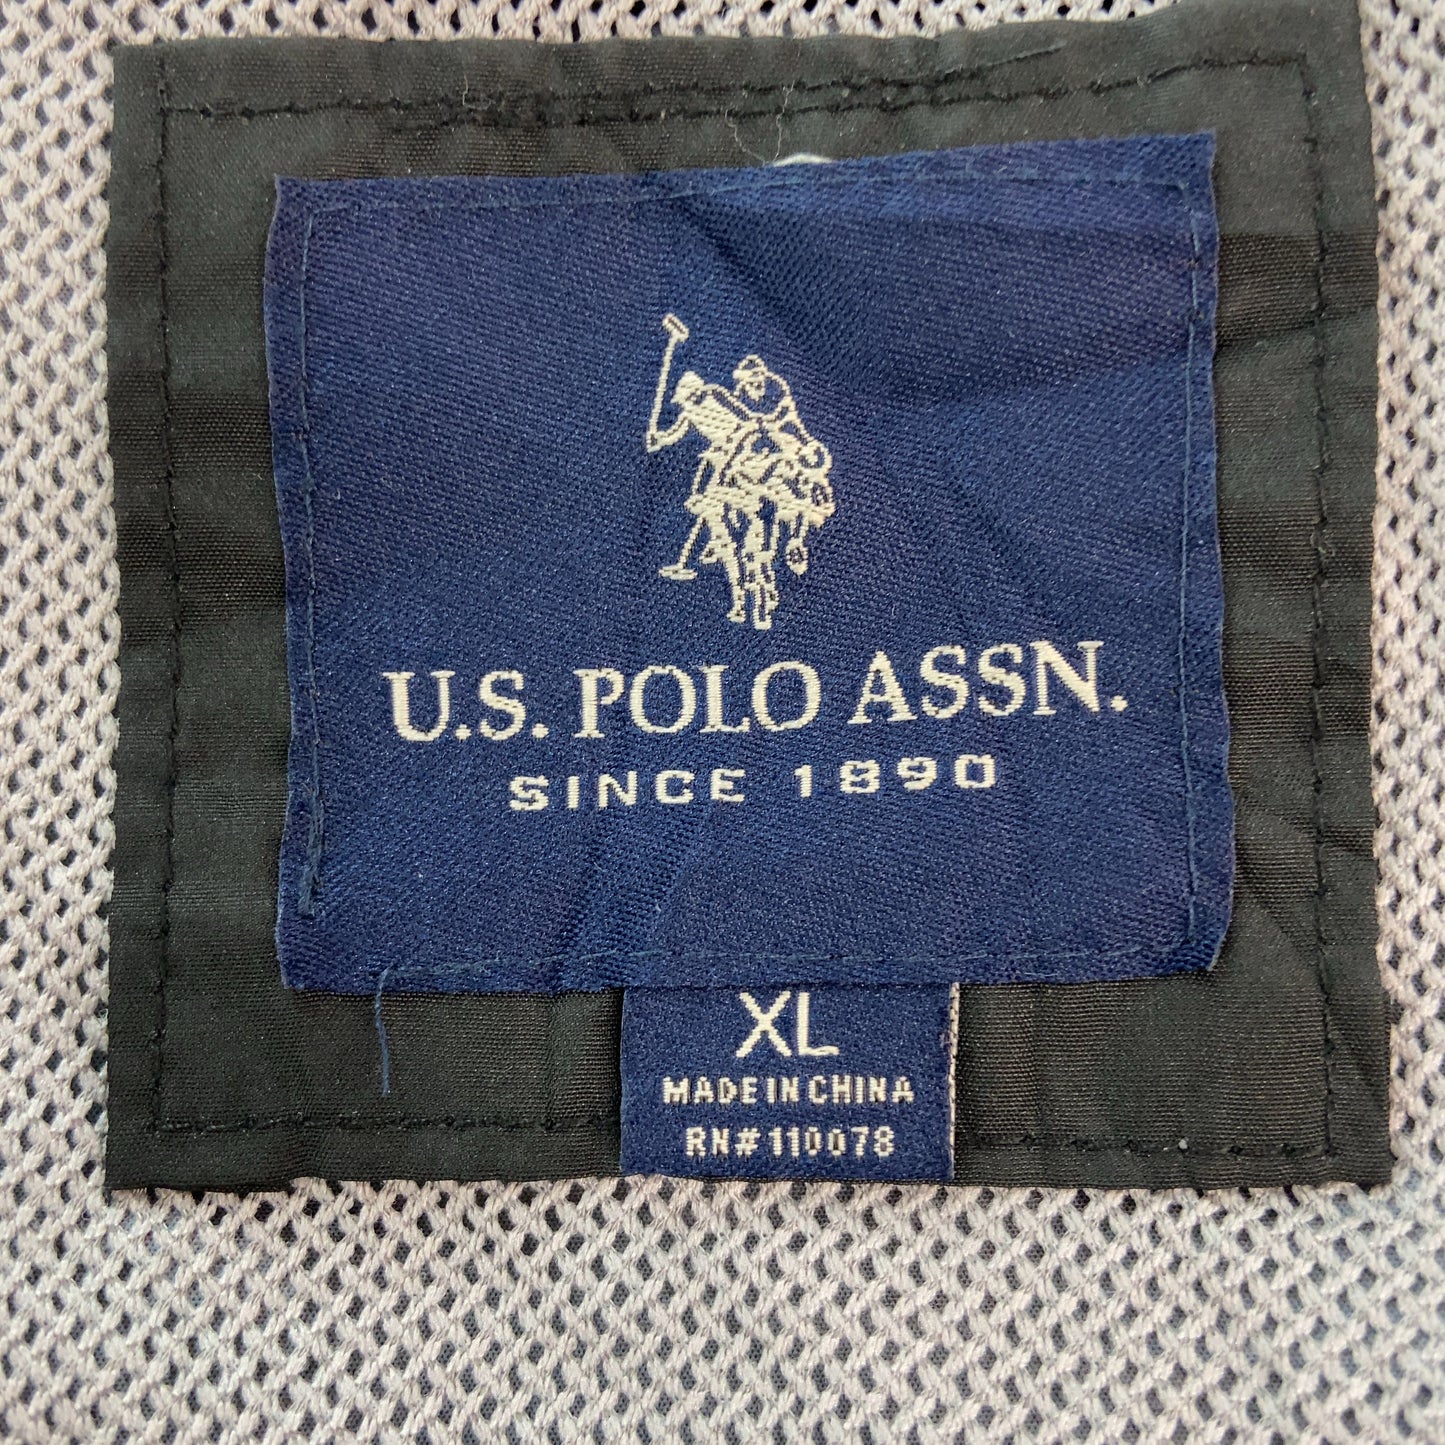 U.S. POLO ASSN.
SINCE 1890
XL
MADE IN CHINA
RN# 110078